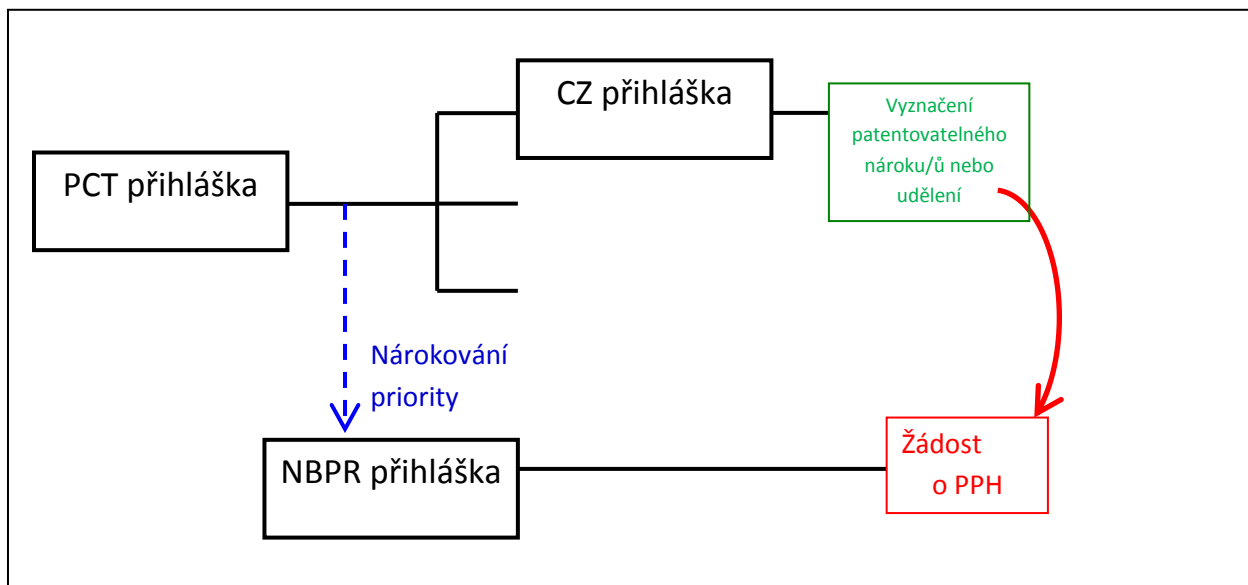 CZ přihláška
Vyznačení
patentovatelného
nároku/ů nebo
udělení
PCT přihláška
Nárokování
priority
NBPR přihláška
Žádost
o PPH